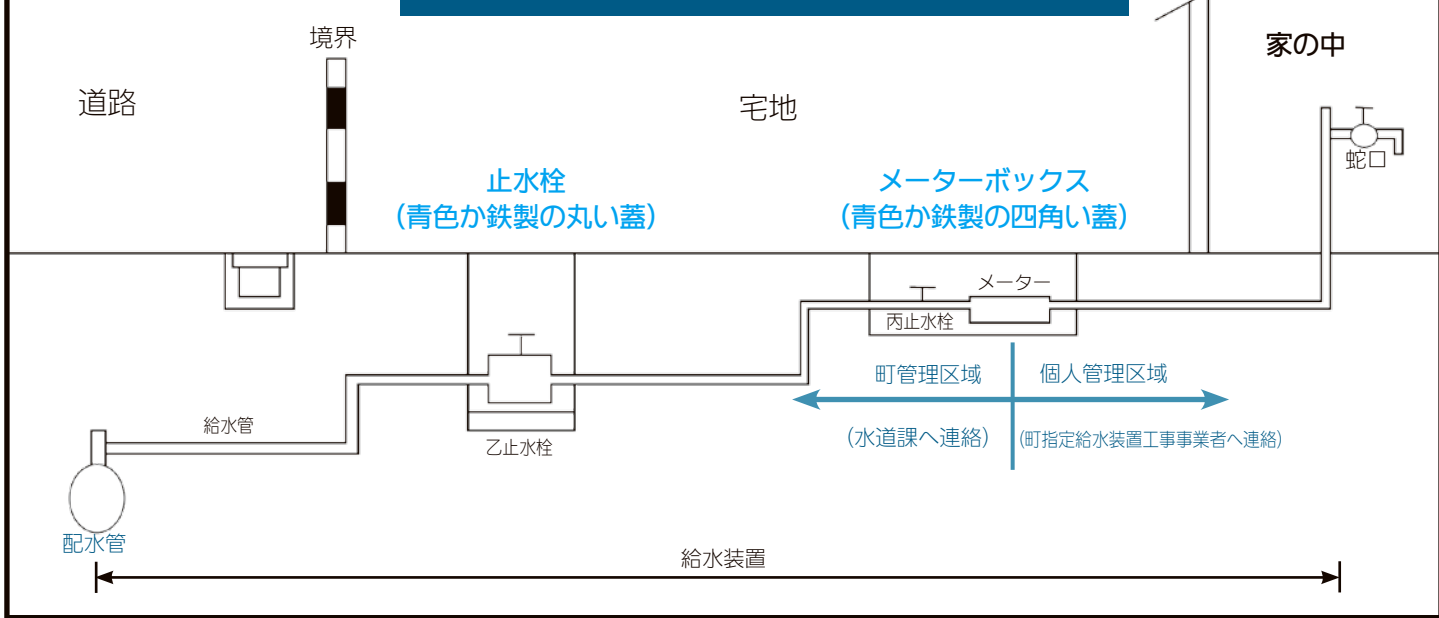 境界
家の中
道路
宅地
蛇口
止水栓
(青色か鉄製の丸い蓋)
メーターボックス
(青色か鉄製の四角い蓋)
メーター
丙止水栓
町管理区域
個人管理区域
給水管
乙止水栓
(水道課へ連絡)
(町指定給水装置工事事業者へ連絡)
配水管
給水装置